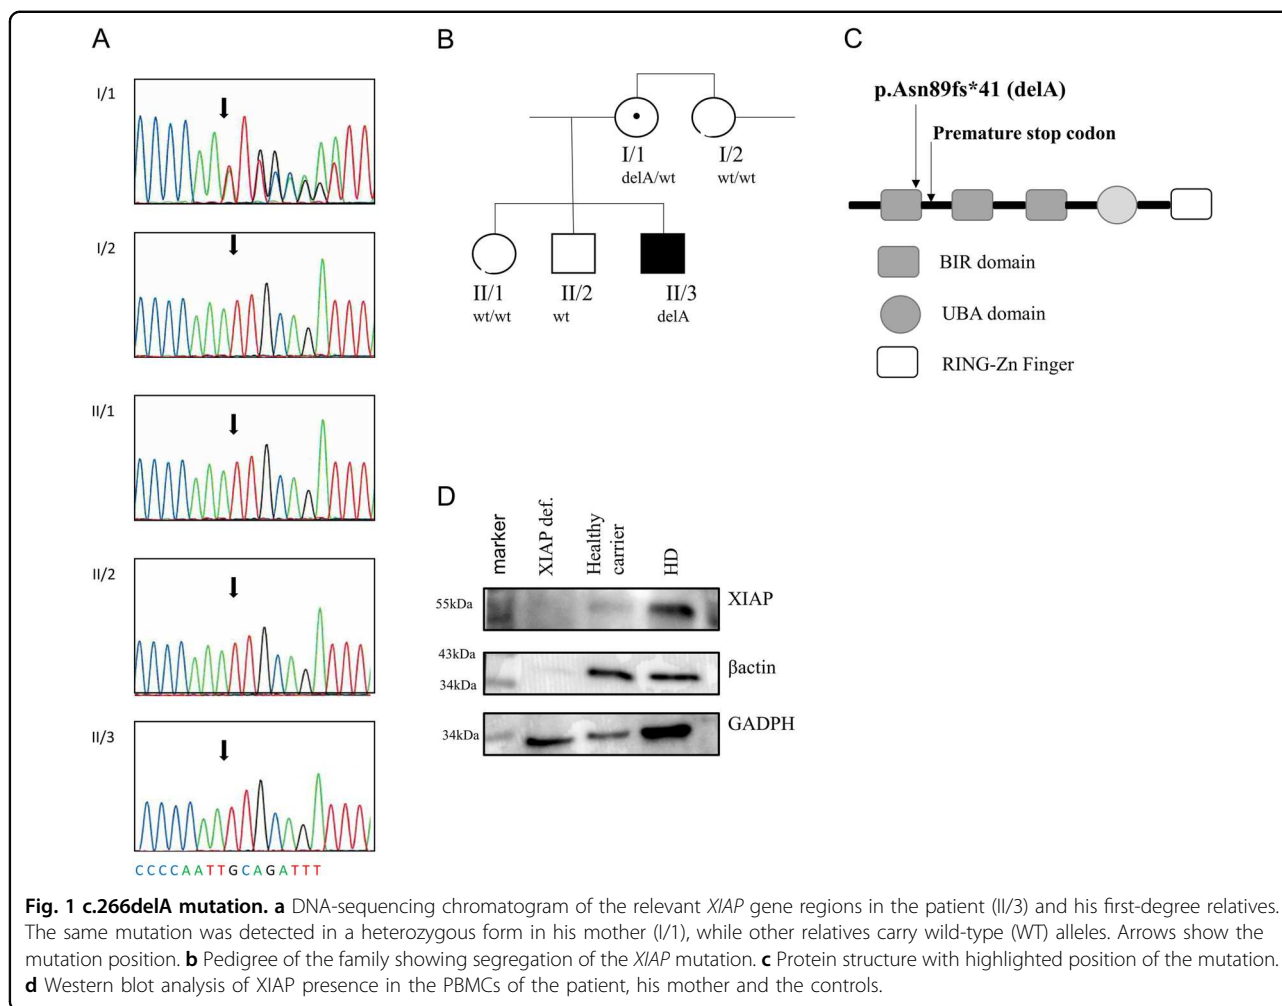 A
I/1
I/2
II/1
II/2
II/3
CCCCAATTGCAGATTT
B
I/1
delA/wt
I/2
wt/wt
II/1
wt/wt
II/2
wt
II/3
delA
C
p.Asn89fs*41 (delA)
Premature stop codon
BIR domain
UBA domain
RING-Zn Finger
D
marker
XIAP def.
Healthy
carrier
HD
55kDa
XIAP
43kDa
34kDa
βactin
34kDa
GADPH
Fig. 1 c.266delA mutation. a DNA-sequencing chromatogram of the relevant XIAP gene regions in the patient (II/3) and his first-degree relatives.
The same mutation was detected in a heterozygous form in his mother (I/1), while other relatives carry wild-type (WT) alleles. Arrows show the
mutation position. b Pedigree of the family showing segregation of the XIAP mutation. c Protein structure with highlighted position of the mutation.
d Western blot analysis of XIAP presence in the PBMCs of the patient, his mother and the controls.